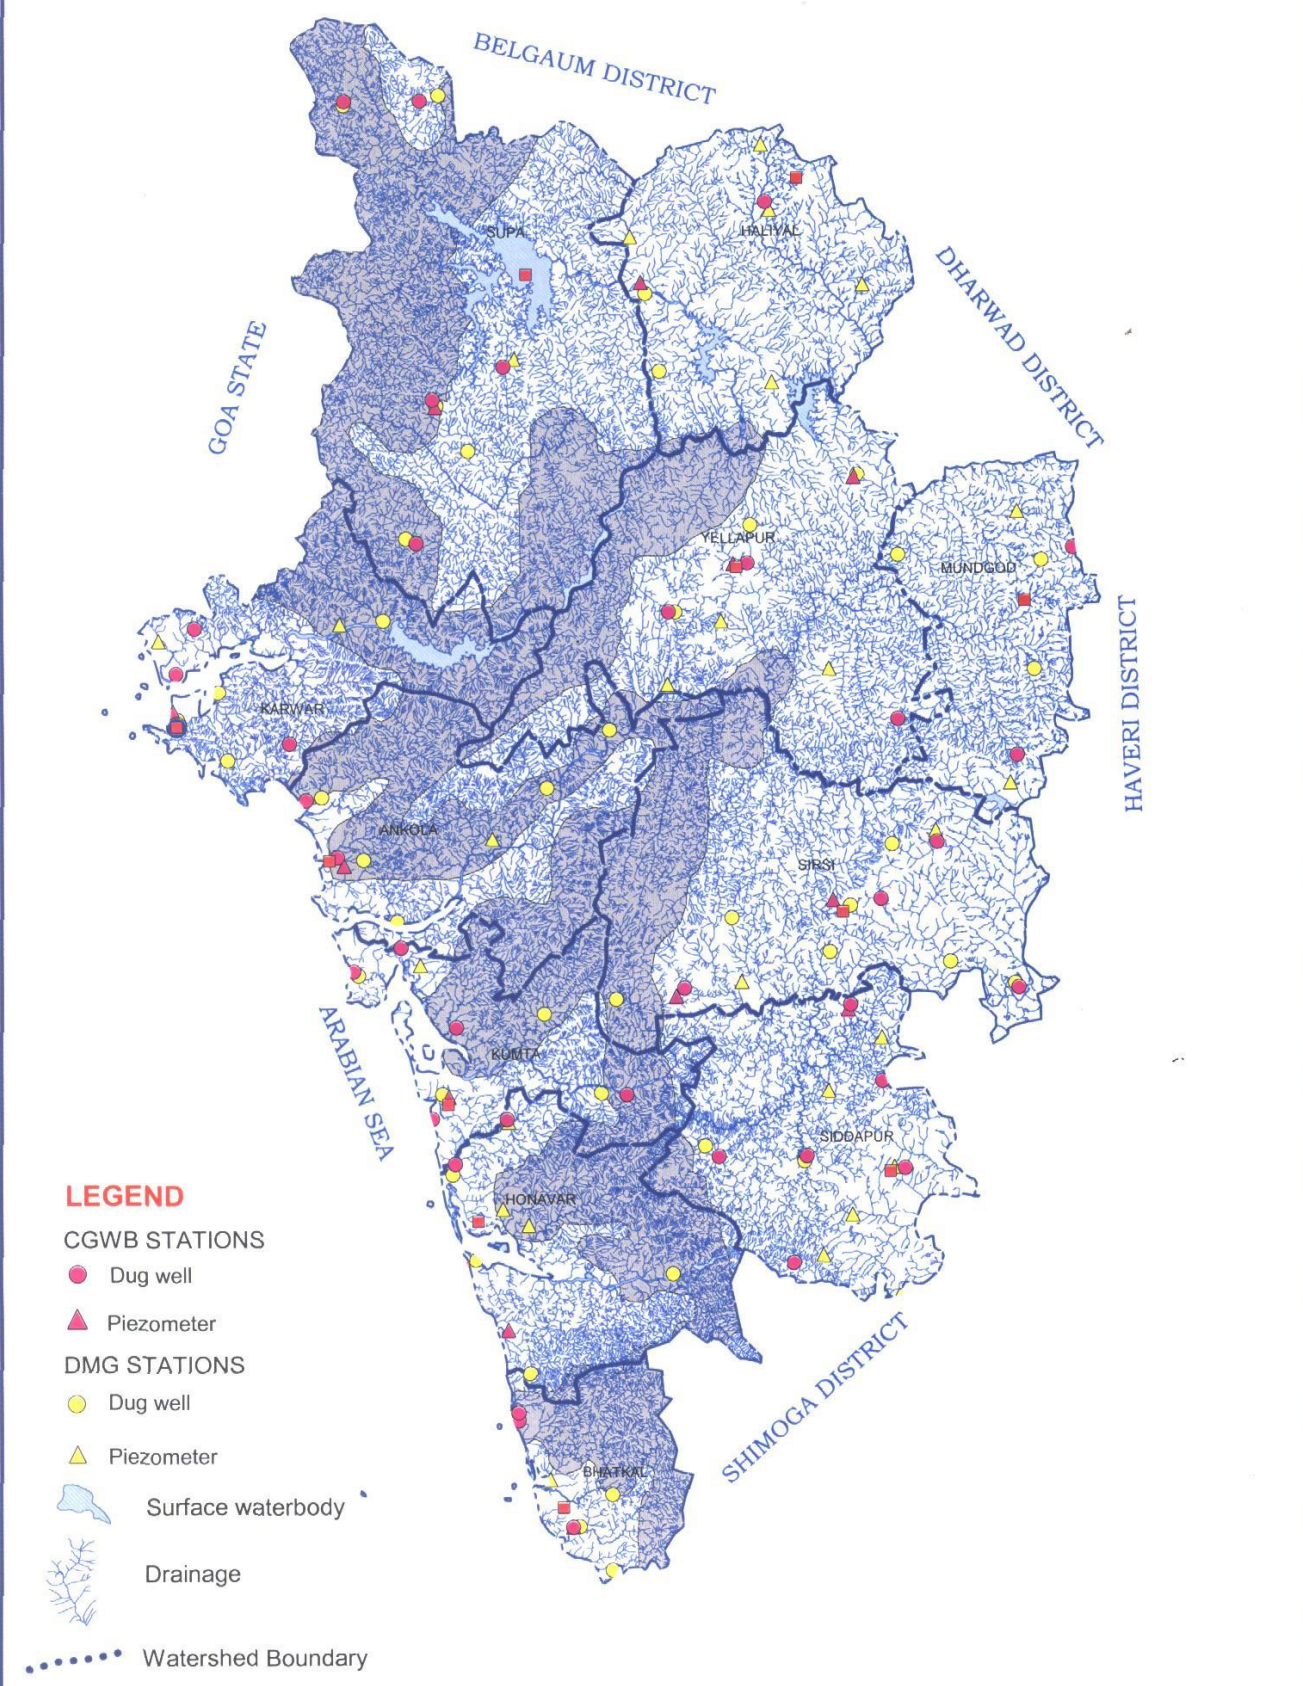 BELGAUM DISTRICT
SUPA
HALIYAL
DHARWAD DISTRICT
GOA STATE
YELLAPUR
MUNDGOD
HAVERI DISTRICT
KARWAR
ANKOLA
SIRSI
ARABIAN SEA
KUMTA
SIDDAPUR
HONAVAR
SHIMOGA DISTRICT
BHATKAL
LEGEND
CGWB STATIONS
Dug well
Piezometer
DMG STATIONS
Dug well
Piezometer
Surface waterbody
Drainage
Watershed Boundary